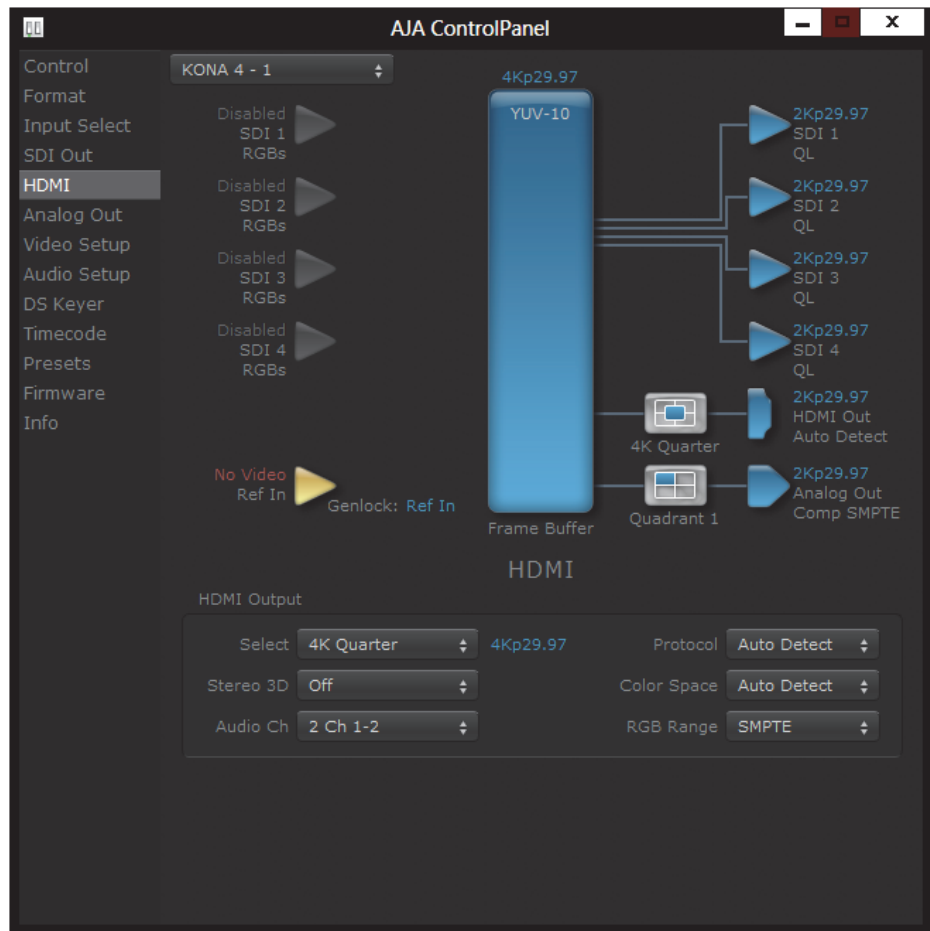 AJA ControlPanel
Control
Format
Input Select
SDI Out
HDMI
Analog Out
Video Setup
Audio Setup
DS Keyer
Timecode
Presets
Firmware
Info
KONA 4 - 1
4Kp29.97
YUV-10
Disabled
SDI 1
RGBs
Disabled
SDI 2
RGBs
Disabled
SDI 3
RGBs
Disabled
SDI 4
RGBs
No Video
Ref In
Genlock: Ref In
Frame Buffer
2Kp29.97
SDI 1
QL
2Kp29.97
SDI 2
QL
2Kp29.97
SDI 3
QL
2Kp29.97
SDI 4
QL
4K Quarter
2Kp29.97
HDMI Out
Auto Detect
Quadrant 1
2Kp29.97
Analog Out
Comp SMPTE
HDMI
HDMI Output
Select 4K Quarter 4Kp29.97 Protocol Auto Detect
Stereo 3D Off Color Space Auto Detect
Audio Ch 2 Ch 1-2 RGB Range SMPTE